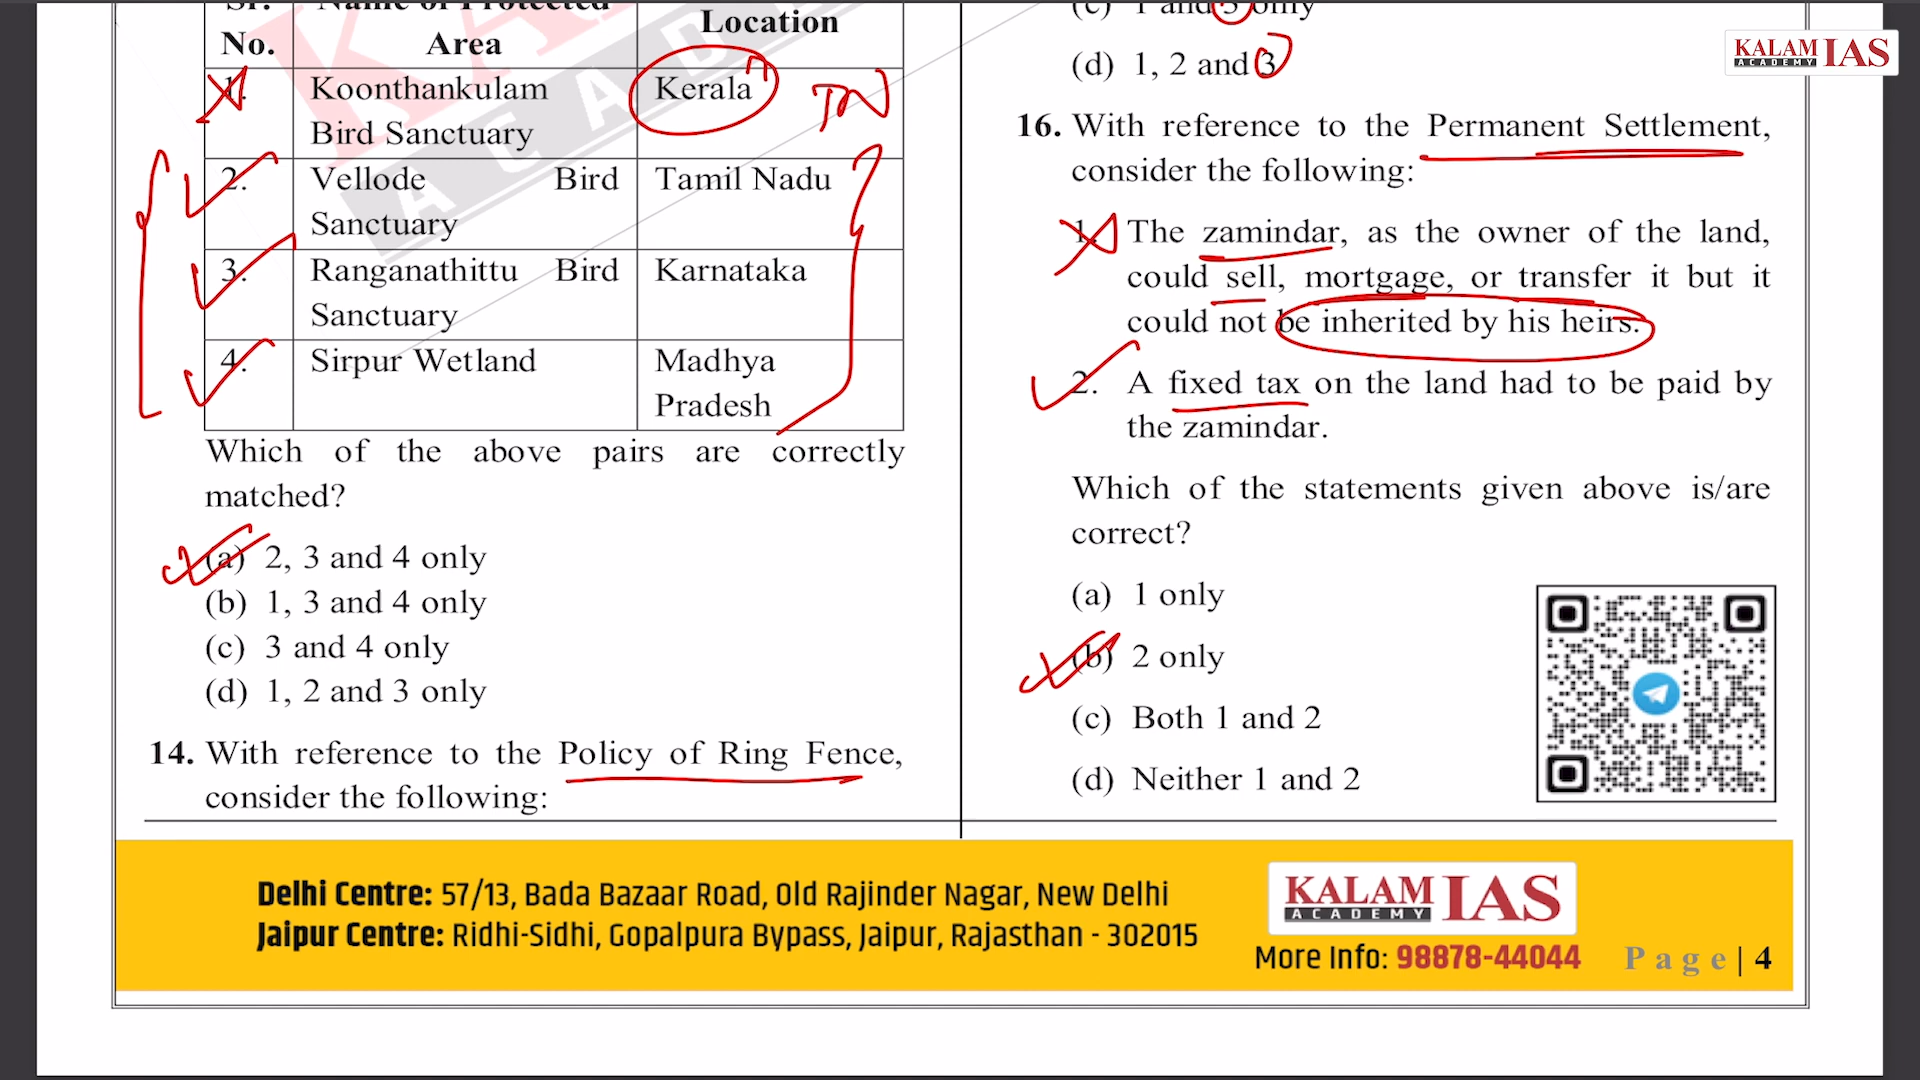 Sr. Name of Protected
No. Area Location
1. Koonthankulam Kerala TN
Bird Sanctuary
2. Vellode Bird Tamil Nadu
Sanctuary
3. Ranganathittu Bird Karnataka
Sanctuary
4. Sirpur Wetland Madhya
Pradesh
Which of the above pairs are correctly
matched?
(a) 2, 3 and 4 only
(b) 1, 3 and 4 only
(c) 3 and 4 only
(d) 1, 2 and 3 only
14. With reference to the Policy of Ring Fence,
consider the following:
(c) 1 and 3 only
(d) 1, 2 and 3
16. With reference to the Permanent Settlement,
consider the following:
1. The zamindar, as the owner of the land,
could sell, mortgage, or transfer it but it
could not be inherited by his heirs.
2. A fixed tax on the land had to be paid by
the zamindar.
Which of the statements given above is/are
correct?
(a) 1 only
(b) 2 only
(c) Both 1 and 2
(d) Neither 1 and 2
KALAM IAS
ACADEMY
Delhi Centre: 57/13, Bada Bazaar Road, Old Rajinder Nagar, New Delhi
Jaipur Centre: Ridhi-Sidhi, Gopalpura Bypass, Jaipur, Rajasthan - 302015
KALAM IAS
ACADEMY
More Info: 98878-44044
Page | 4